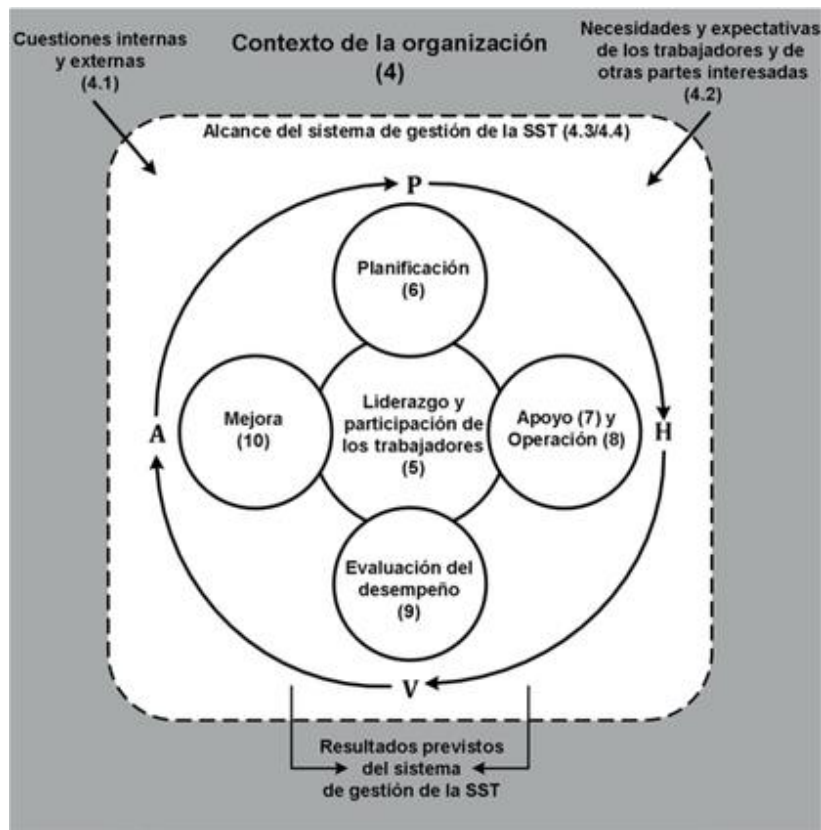 Cuestiones internas
y externas
(4.1)
Contexto de la organización
(4)
Necesidades y expectativas
de los trabajadores y de
otras partes interesadas
(4.2)
Alcance del sistema de gestión de la SST (4.3/4.4)
P
Planificación
(6)
A
Mejora
(10)
Liderazgo y
participación de
los trabajadores
(5)
Apoyo (7) y
Operación (8)
H
Evaluación del
desempeño
(9)
V
Resultados previstos
del sistema
de gestión de la SST